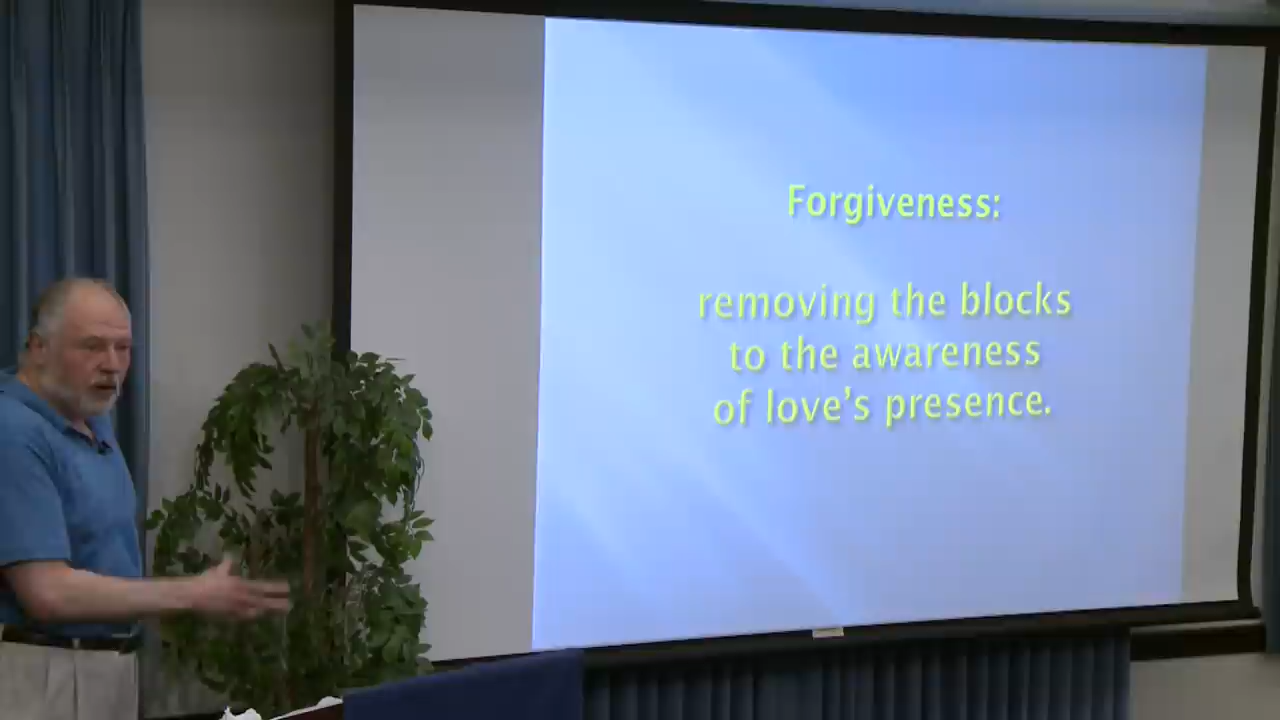 Forgiveness:
removing the blocks
to the awareness
of love’s presence.